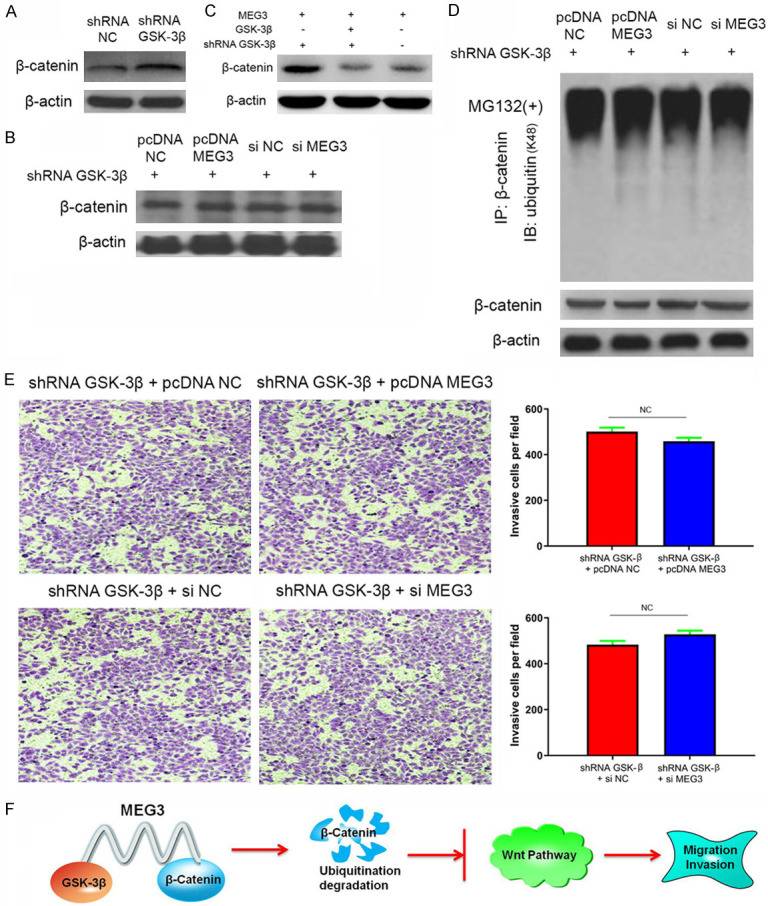 A
shRNA NC
shRNA GSK-3β
β-catenin
β-actin
B
pcDNA NC
pcDNA MEG3
si NC
si MEG3
shRNA GSK-3β
+ + + +
β-catenin
β-actin
C
MEG3 + + +
GSK-3β - + -
shRNA GSK-3β + + -
β-catenin
β-actin
D
pcDNA NC
pcDNA MEG3
si NC
si MEG3
shRNA GSK-3β
+ + + +
MG132(+)
IP: β-catenin
IB: ubiquitin (K48)
β-catenin
β-actin
E
shRNA GSK-3β + pcDNA NC
shRNA GSK-3β + pcDNA MEG3
Invasive cells per field
600
400
200
0
NC
shRNA GSK-β
+ pcDNA NC
shRNA GSK-β
+ pcDNA MEG3
shRNA GSK-3β + si NC
shRNA GSK-3β + si MEG3
Invasive cells per field
600
400
200
0
NC
shRNA GSK-β
+ si NC
shRNA GSK-β
+ si MEG3
F
MEG3
GSK-3β
β-Catenin
β-Catenin
Ubiquitination
degradation
Wnt Pathway
Migration
Invasion